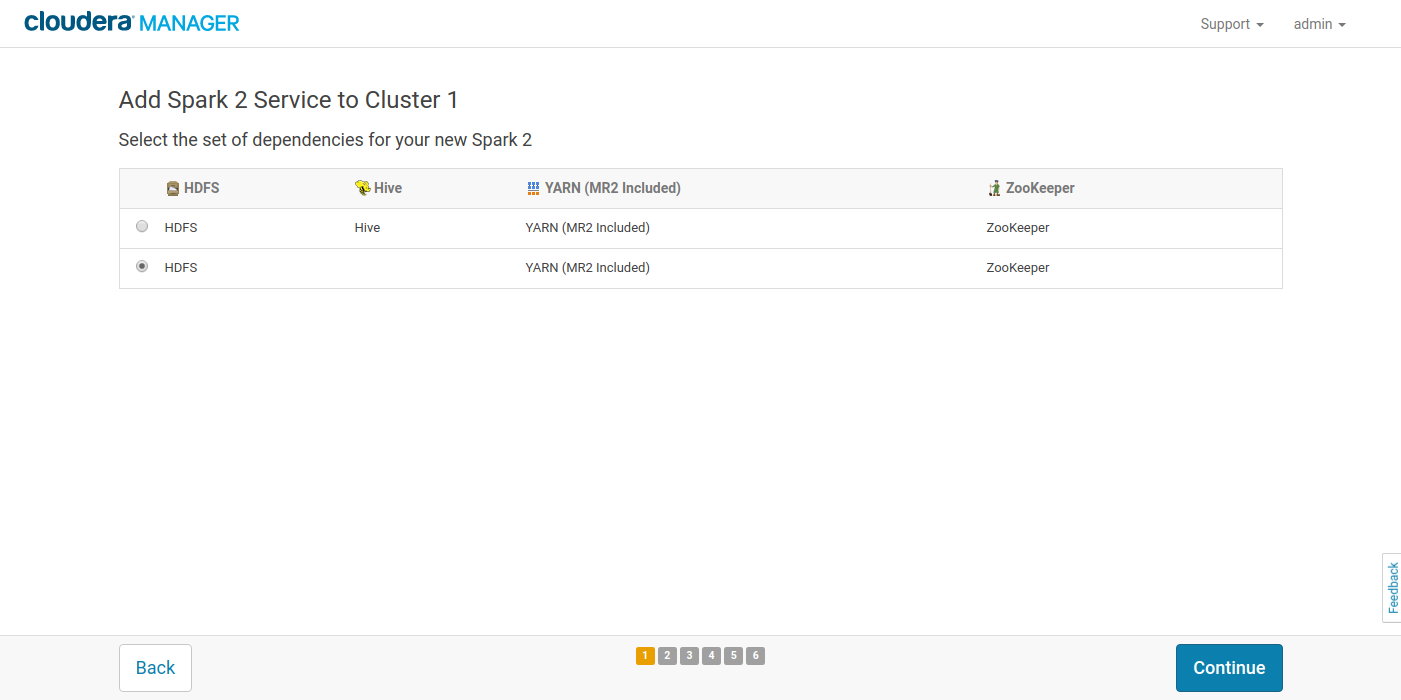 cloudera MANAGER Support admin
Add Spark 2 Service to Cluster 1
Select the set of dependencies for your new Spark 2
HDFS Hive YARN (MR2 Included) ZooKeeper
HDFS Hive YARN (MR2 Included) ZooKeeper
HDFS YARN (MR2 Included) ZooKeeper
Feedback
Back 1 2 3 4 5 6 Continue